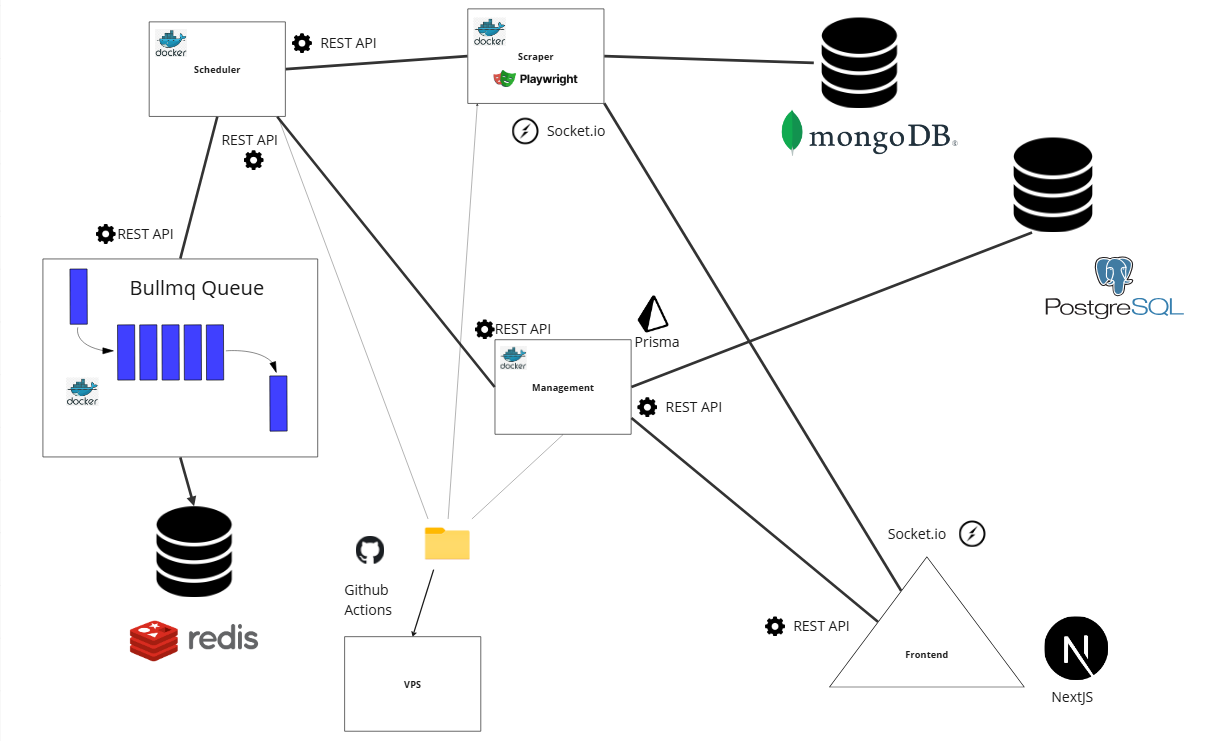 docker
Scheduler
REST API
docker
Scraper
Playwright
Socket.io
mongoDB®
REST API
REST API
Bullmq Queue
docker
PostgreSQL
REST API
Prisma
docker
Management
REST API
redis
Github
Actions
VPS
Socket.io
REST API
Frontend
N
NextJS